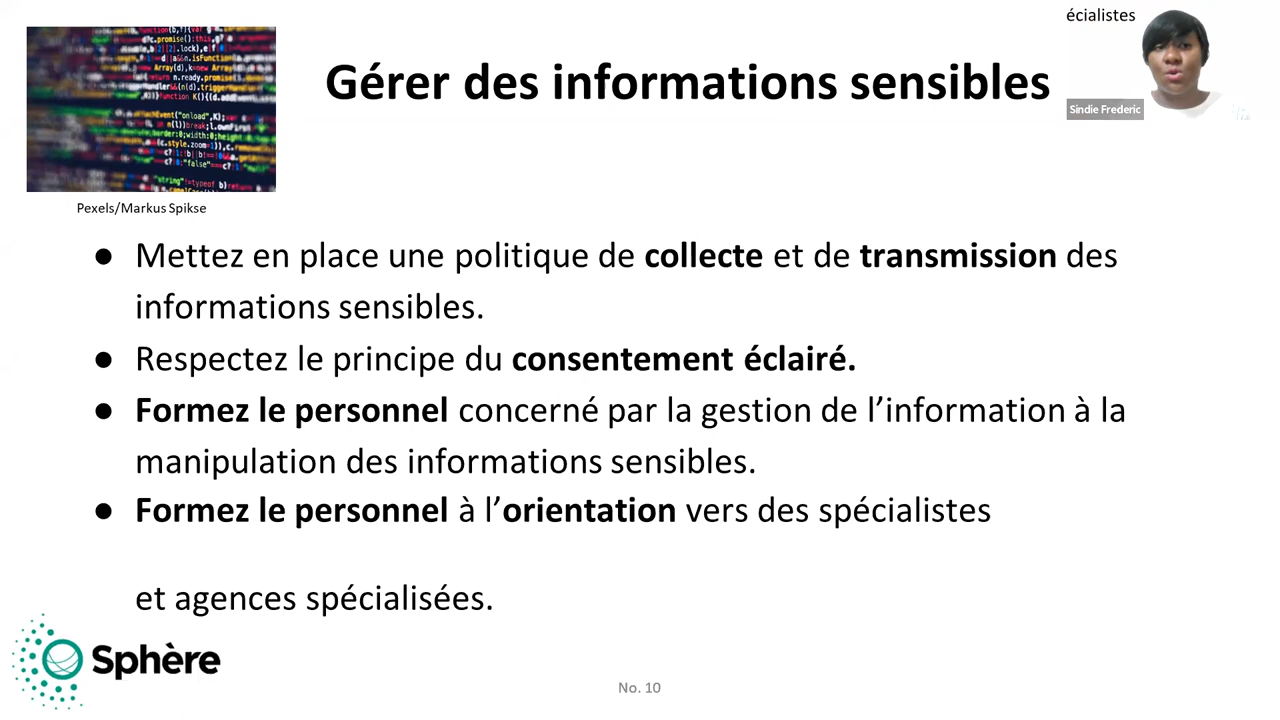 écialistes
Gérer des informations sensibles
Sindie Frederic
Pexels/Markus Spikse
● Mettez en place une politique de collecte et de transmission des
informations sensibles.
● Respectez le principe du consentement éclairé.
● Formez le personnel concerné par la gestion de l’information à la
manipulation des informations sensibles.
● Formez le personnel à l’orientation vers des spécialistes
et agences spécialisées.
Sphère
No. 10